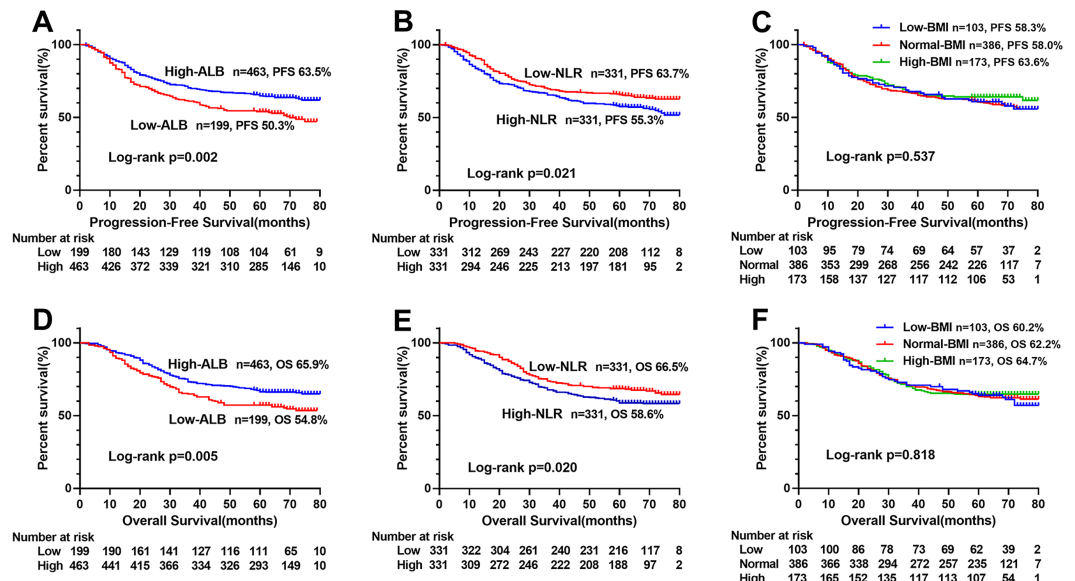 A
Percent survival(%)
100
50
0
High-ALB n=463, PFS 63.5%
Low-ALB n=199, PFS 50.3%
Log-rank p=0.002
0 10 20 30 40 50 60 70 80
Progression-Free Survival(months)
Number at risk
Low 199 180 143 129 119 108 104 61 9
High 463 426 372 339 321 310 285 146 10
B
Percent survival(%)
100
50
0
Low-NLR n=331, PFS 63.7%
High-NLR n=331, PFS 55.3%
Log-rank p=0.021
0 10 20 30 40 50 60 70 80
Progression-Free Survival(months)
Number at risk
Low 331 312 269 243 227 220 208 112 8
High 331 294 246 225 213 197 181 95 2
C
Percent survival(%)
100
50
0
Low-BMI n=103, PFS 58.3%
Normal-BMI n=386, PFS 58.0%
High-BMI n=173, PFS 63.6%
Log-rank p=0.537
0 10 20 30 40 50 60 70 80
Progression-Free Survival(months)
Number at risk
Low 103 95 79 74 69 64 57 37 2
Normal 386 353 299 268 256 242 226 117 7
High 173 158 137 127 117 112 106 53 1
D
Percent survival(%)
100
50
0
High-ALB n=463, OS 65.9%
Low-ALB n=199, OS 54.8%
Log-rank p=0.005
0 10 20 30 40 50 60 70 80
Overall Survival(months)
Number at risk
Low 199 190 161 141 127 116 111 65 10
High 463 441 415 366 334 326 293 149 10
E
Percent survival(%)
100
50
0
Low-NLR n=331, OS 66.5%
High-NLR n=331, OS 58.6%
Log-rank p=0.020
0 10 20 30 40 50 60 70 80
Overall Survival(months)
Number at risk
Low 331 322 304 261 240 231 216 117 8
High 331 309 272 246 222 208 188 97 2
F
Percent survival(%)
100
50
0
Low-BMI n=103, OS 60.2%
Normal-BMI n=386, OS 62.2%
High-BMI n=173, OS 64.7%
Log-rank p=0.818
0 10 20 30 40 50 60 70 80
Overall Survival(months)
Number at risk
Low 103 100 86 78 73 69 62 39 2
Normal 386 366 338 294 272 257 235 121 7
High 173 165 152 135 117 113 107 54 1